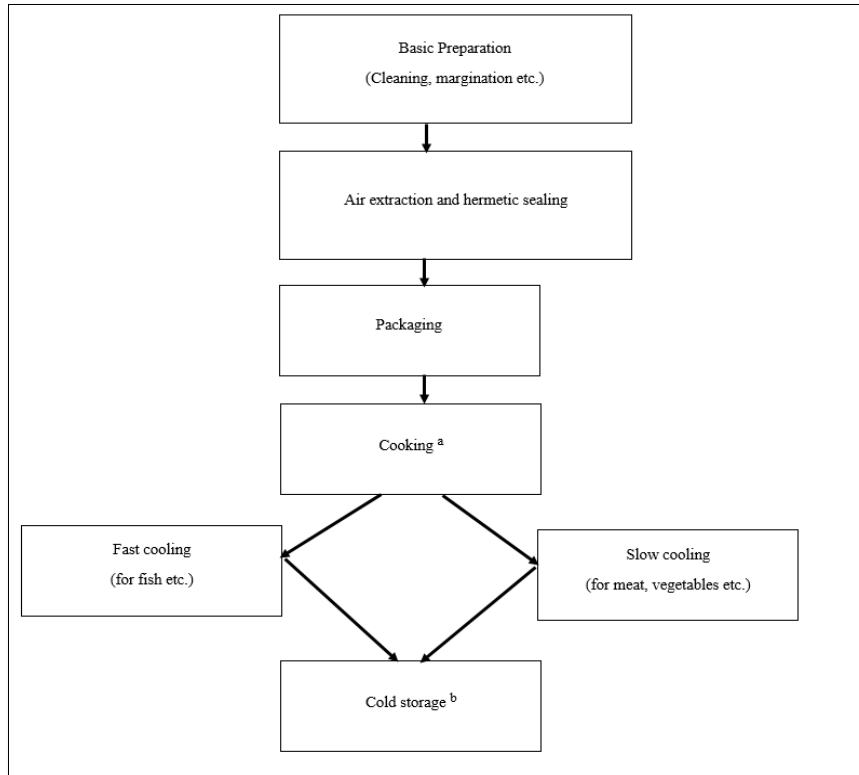 Basic Preparation
(Cleaning, margination etc.)
Air extraction and hermetic sealing
Packaging
Cooking a
Fast cooling
(for fish etc.)
Slow cooling
(for meat, vegetables etc.)
Cold storage b